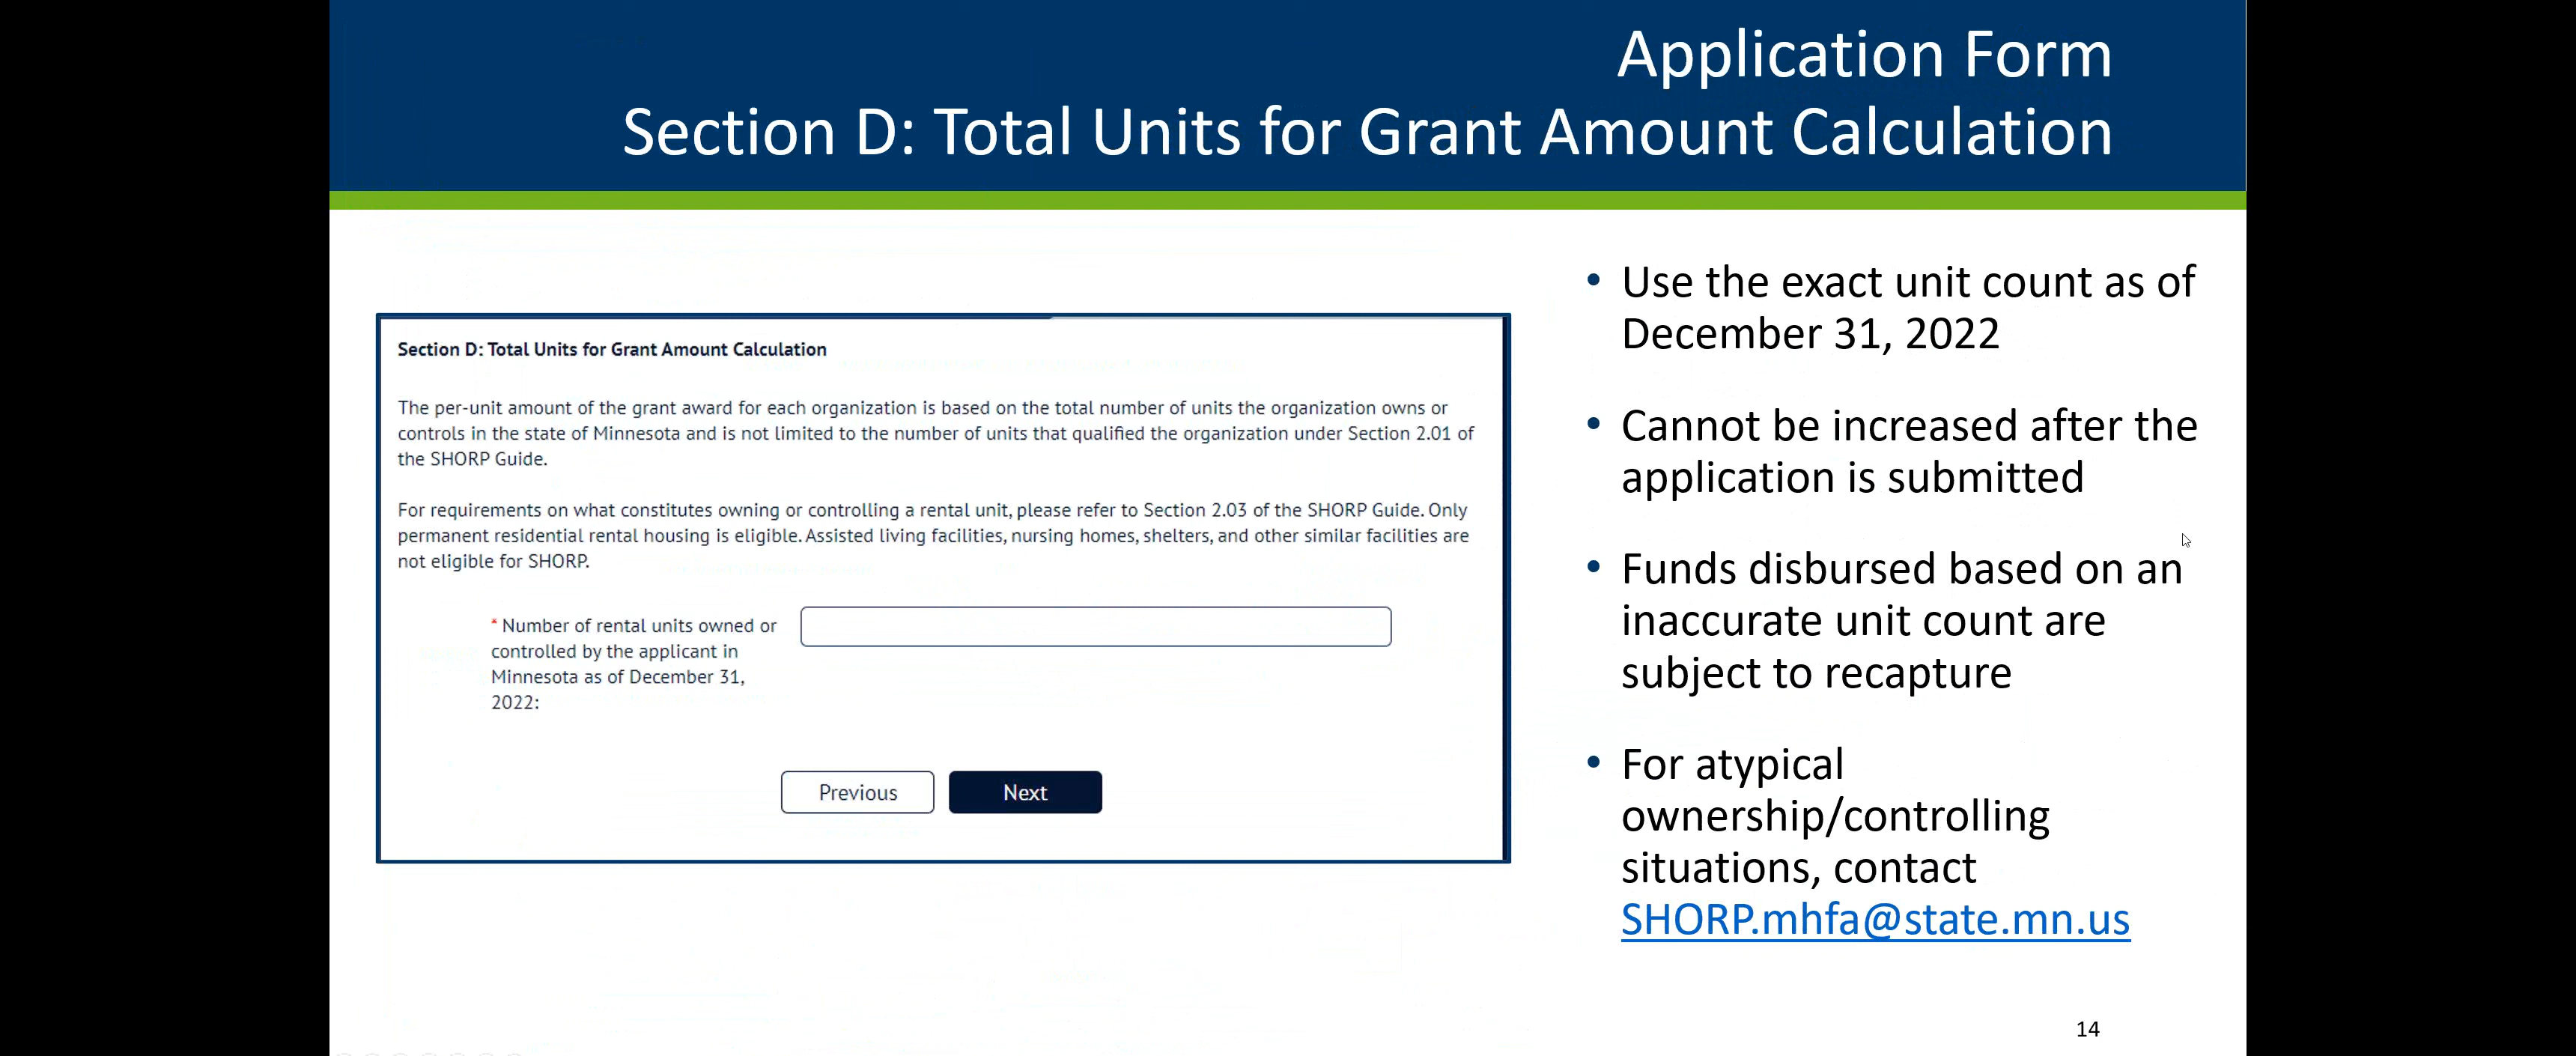 Application Form
Section D: Total Units for Grant Amount Calculation
Section D: Total Units for Grant Amount Calculation
The per-unit amount of the grant award for each organization is based on the total number of units the organization owns or
controls in the state of Minnesota and is not limited to the number of units that qualified the organization under Section 2.01 of
the SHORP Guide.
For requirements on what constitutes owning or controlling a rental unit, please refer to Section 2.03 of the SHORP Guide. Only
permanent residential rental housing is eligible. Assisted living facilities, nursing homes, shelters, and other similar facilities are
not eligible for SHORP.
* Number of rental units owned or
controlled by the applicant in
Minnesota as of December 31,
2022:
Previous
Next
• Use the exact unit count as of
December 31, 2022
• Cannot be increased after the
application is submitted
• Funds disbursed based on an
inaccurate unit count are
subject to recapture
• For atypical
ownership/controlling
situations, contact
SHORP.mhfa@state.mn.us
14